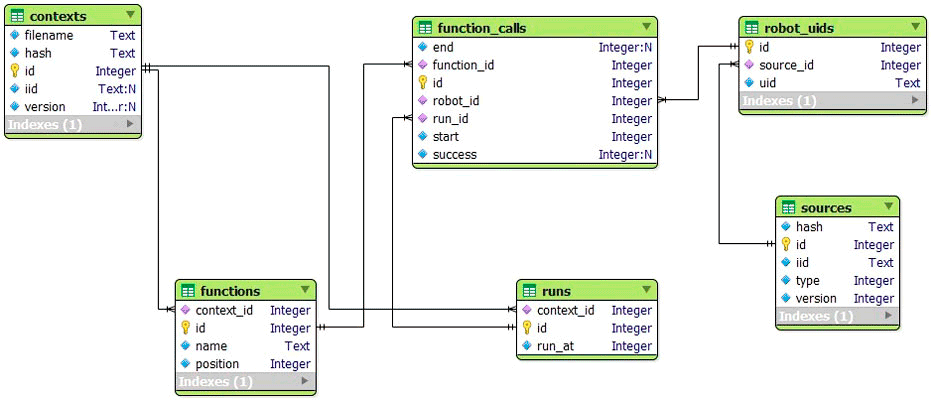 contexts
filename Text
hash Text
id Integer
iid Text:N
version Int...r:N
Indexes (1)
function_calls
end Integer:N
function_id Integer
id Integer
robot_id Integer
run_id Integer
start Integer
success Integer:N
robot_uids
id Integer
source_id Integer
uid Text
Indexes (1)
sources
hash Text
id Integer
iid Text
type Integer
version Integer
Indexes (1)
functions
context_id Integer
id Integer
name Text
position Integer
Indexes (1)
runs
context_id Integer
id Integer
run_at Integer